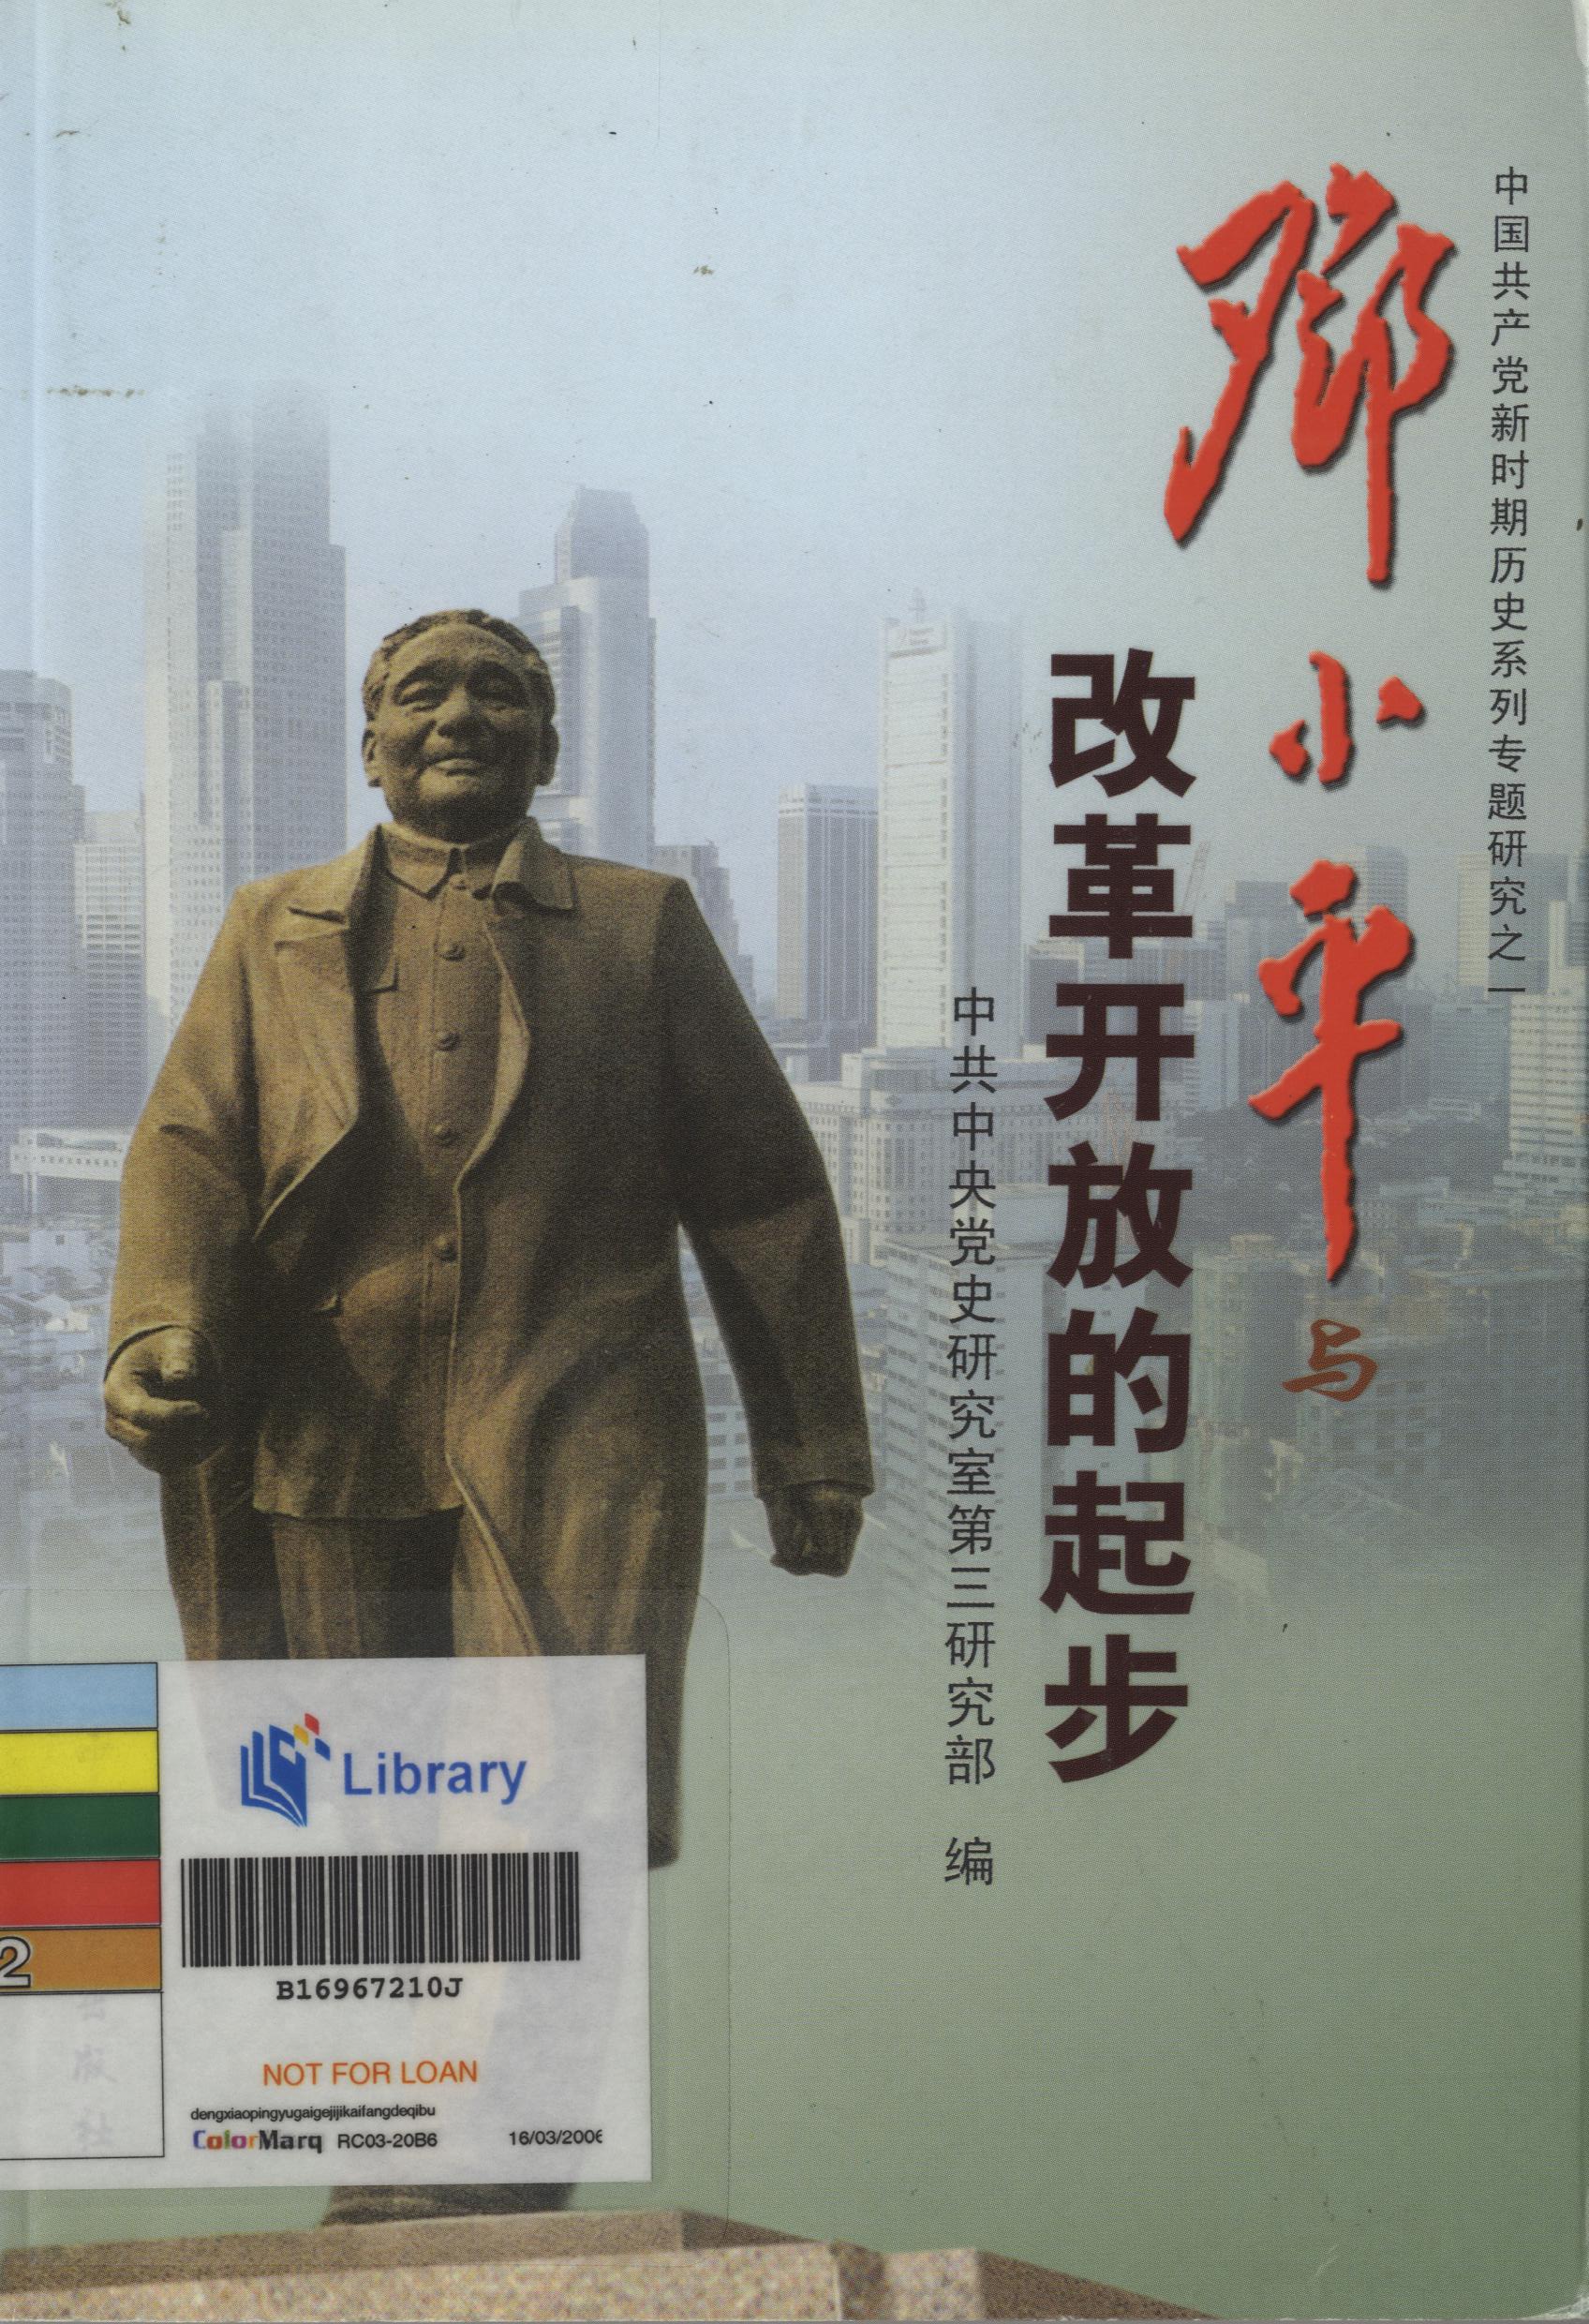 中国共产党新时期历史系列专题研究之一
鄧小平
与
改革开放的起步
中共中央党史研究室第三研究部 编
Library
B16967210J
NOT FOR LOAN
dengxiaopingyugaigejijikaifangdeqibu
ColorMarq RC03-20B6 16/03/2006
2